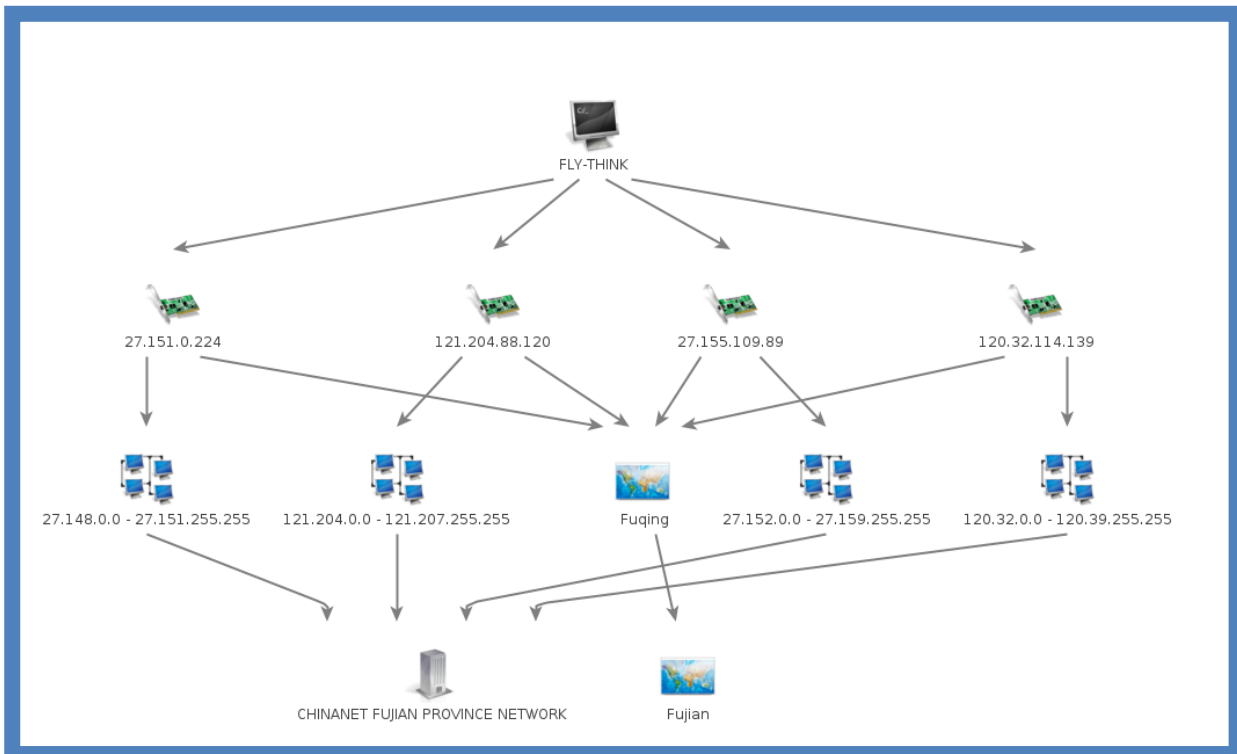 FLY-THINK
27.151.0.224
121.204.88.120
27.155.109.89
120.32.114.139
27.148.0.0 - 27.151.255.255
121.204.0.0 - 121.207.255.255
Fuqing
27.152.0.0 - 27.159.255.255
120.32.0.0 - 120.39.255.255
CHINANET FUJIAN PROVINCE NETWORK
Fujian